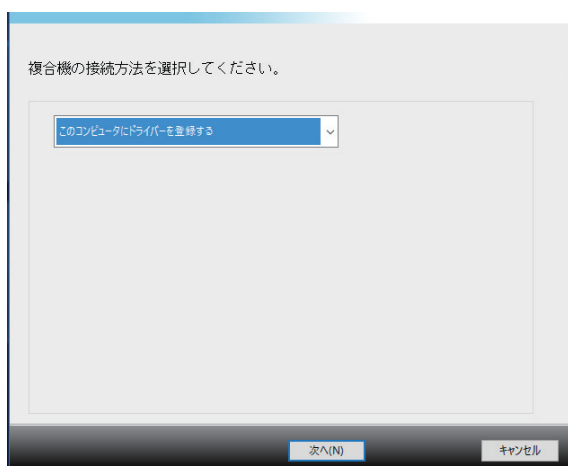 複合機の接続方法を選択してください。
このコンピュータにドライバーを登録する
次へ(N)
キャンセル